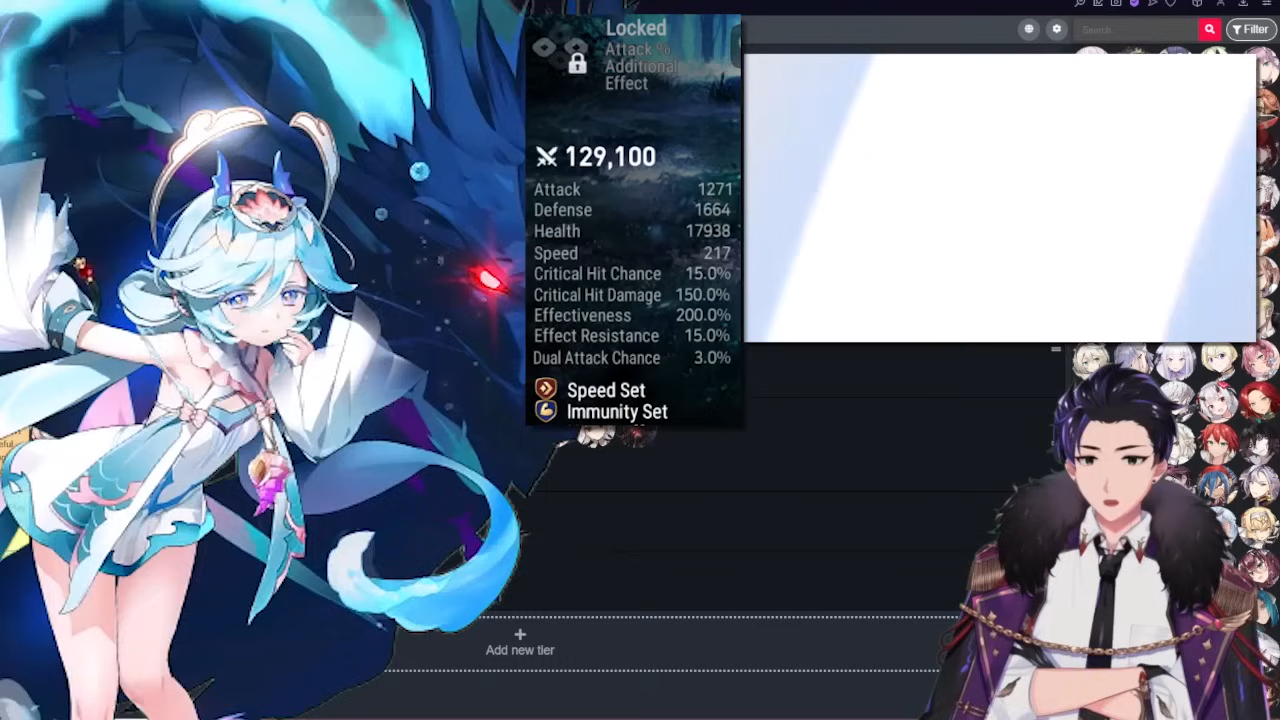 Locked
Attack %
Additional
Effect
129,100
Attack 1271
Defense 1664
Health 17938
Speed 217
Critical Hit Chance 15.0%
Critical Hit Damage 150.0%
Effectiveness 200.0%
Effect Resistance 15.0%
Dual Attack Chance 3.0%
Speed Set
Immunity Set
Search...
Filter
+
Add new tier